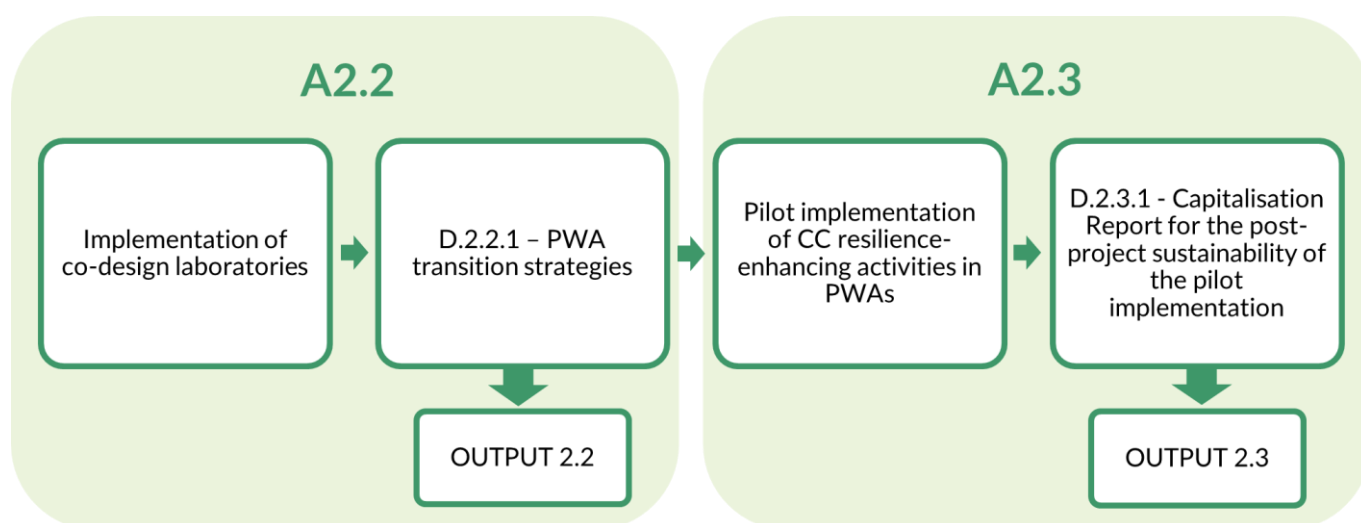 A2.2
Implementation of
co-design laboratories
D.2.2.1 – PWA
transition strategies
OUTPUT 2.2
A2.3
Pilot implementation
of CC resilience-
enhancing activities in
PWAs
D.2.3.1 - Capitalisation
Report for the post-
project sustainability of
the pilot
implementation
OUTPUT 2.3